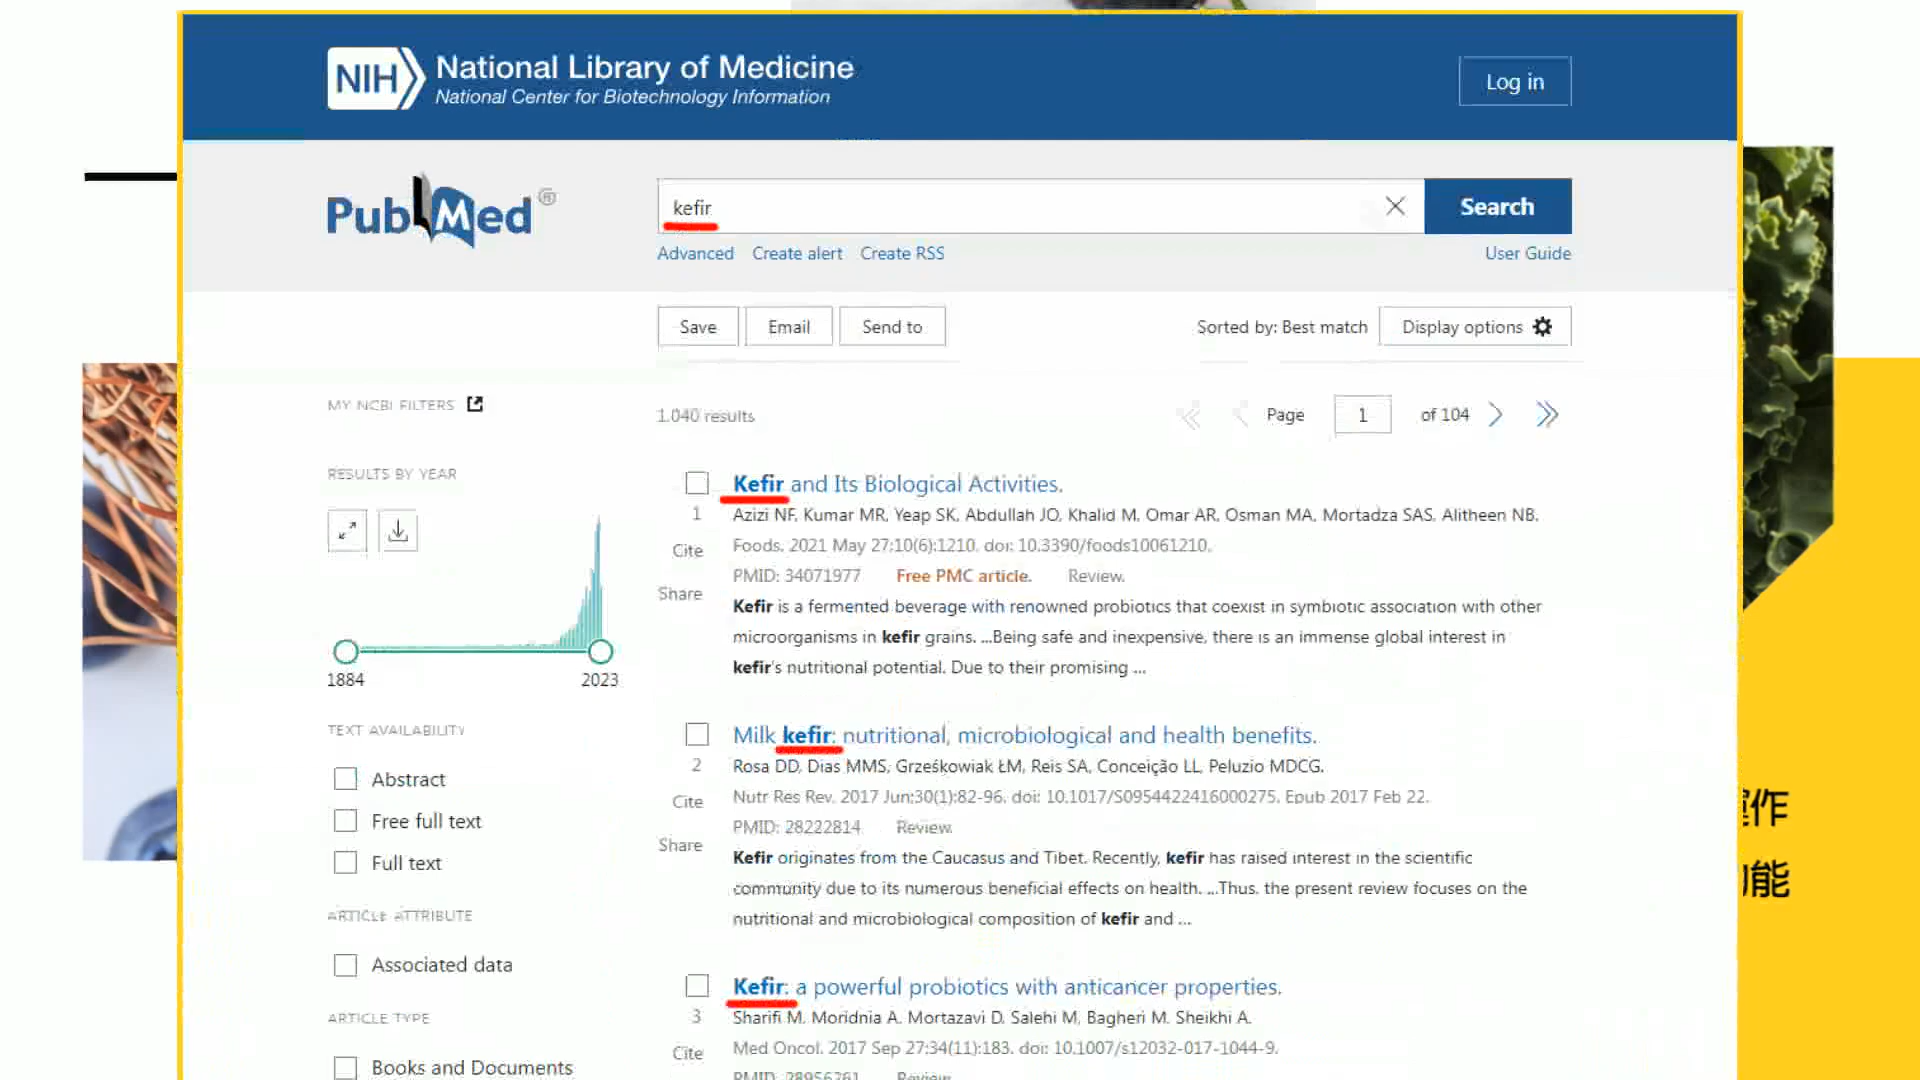 NIH National Library of Medicine
National Center for Biotechnology Information
Log in
PubMed®
kefir
Search
Advanced Create alert Create RSS
User Guide
Save Email Send to
Sorted by: Best match Display options
MY NCBI FILTERS
1,040 results
Page 1 of 104
RESULTS BY YEAR
1884 2023
TEXT AVAILABILITY
Abstract
Free full text
Full text
ARTICLE ATTRIBUTE
Associated data
ARTICLE TYPE
Books and Documents
Kefir and Its Biological Activities.
1
Cite
Share
Azizi NF, Kumar MR, Yeap SK, Abdullah JO, Khalid M, Omar AR, Osman MA, Mortadza SAS, Alitheen NB.
Foods. 2021 May 27;10(6):1210. doi: 10.3390/foods10061210.
PMID: 34071977 Free PMC article. Review.
Kefir is a fermented beverage with renowned probiotics that coexist in symbiotic association with other
microorganisms in kefir grains. ...Being safe and inexpensive, there is an immense global interest in
kefir's nutritional potential. Due to their promising ...
Milk kefir: nutritional, microbiological and health benefits.
2
Cite
Share
Rosa DD, Dias MMS, Grześkowiak ŁM, Reis SA, Conceição LL, Peluzio MDCG.
Nutr Res Rev. 2017 Jun;30(1):82-96. doi: 10.1017/S0954422416000275. Epub 2017 Feb 22.
PMID: 28222814 Review.
Kefir originates from the Caucasus and Tibet. Recently, kefir has raised interest in the scientific
community due to its numerous beneficial effects on health. ...Thus, the present review focuses on the
nutritional and microbiological composition of kefir and ...
Kefir: a powerful probiotics with anticancer properties.
3
Cite
Sharifi M, Moridnia A, Mortazavi D, Salehi M, Bagheri M, Sheikhi A.
Med Oncol. 2017 Sep 27;34(11):183. doi: 10.1007/s12032-017-1044-9.
PMID: 28956261 Review.
作
能